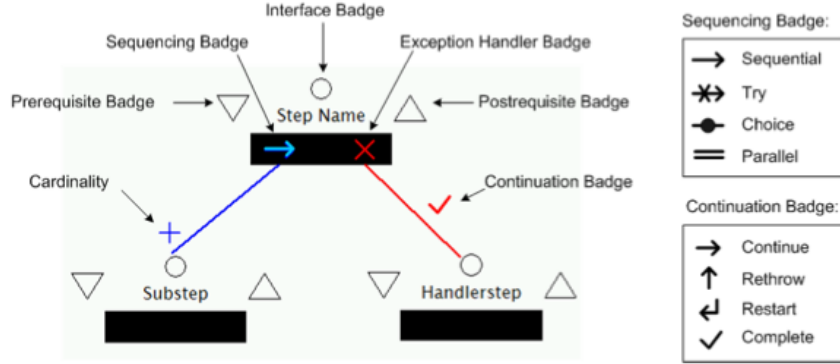 Interface Badge
Sequencing Badge
Exception Handler Badge
Prerequisite Badge
Step Name
Postrequisite Badge
Cardinality
Continuation Badge
Substep
Handlerstep
Sequencing Badge:
Sequential
Try
Choice
Parallel
Continuation Badge:
Continue
Rethrow
Restart
Complete